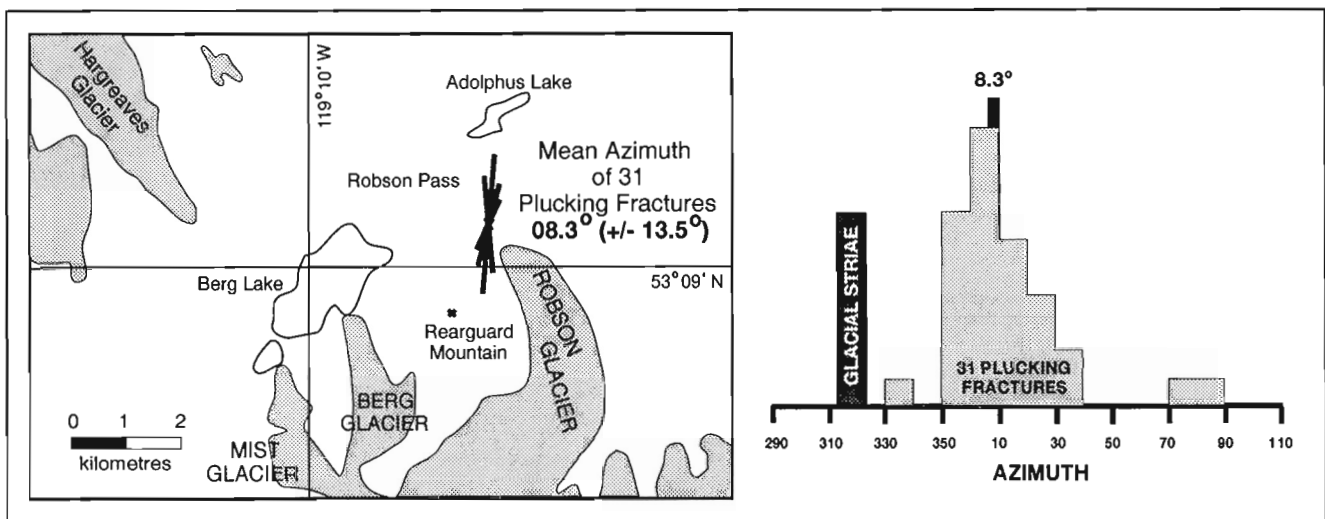 Hargreaves
Glacier
119°10' W
Adolphus Lake
Robson Pass
Mean Azimuth
of 31
Plucking Fractures
08.3° (+/- 13.5°)
Berg Lake
53°09' N
Rearguard
Mountain
ROBSON
GLACIER
BERG
GLACIER
MIST
GLACIER
0 1 2
kilometres
8.3°
GLACIAL STRIAE
31 PLUCKING
FRACTURES
290 310 330 350 10 30 50 70 90 110
AZIMUTH